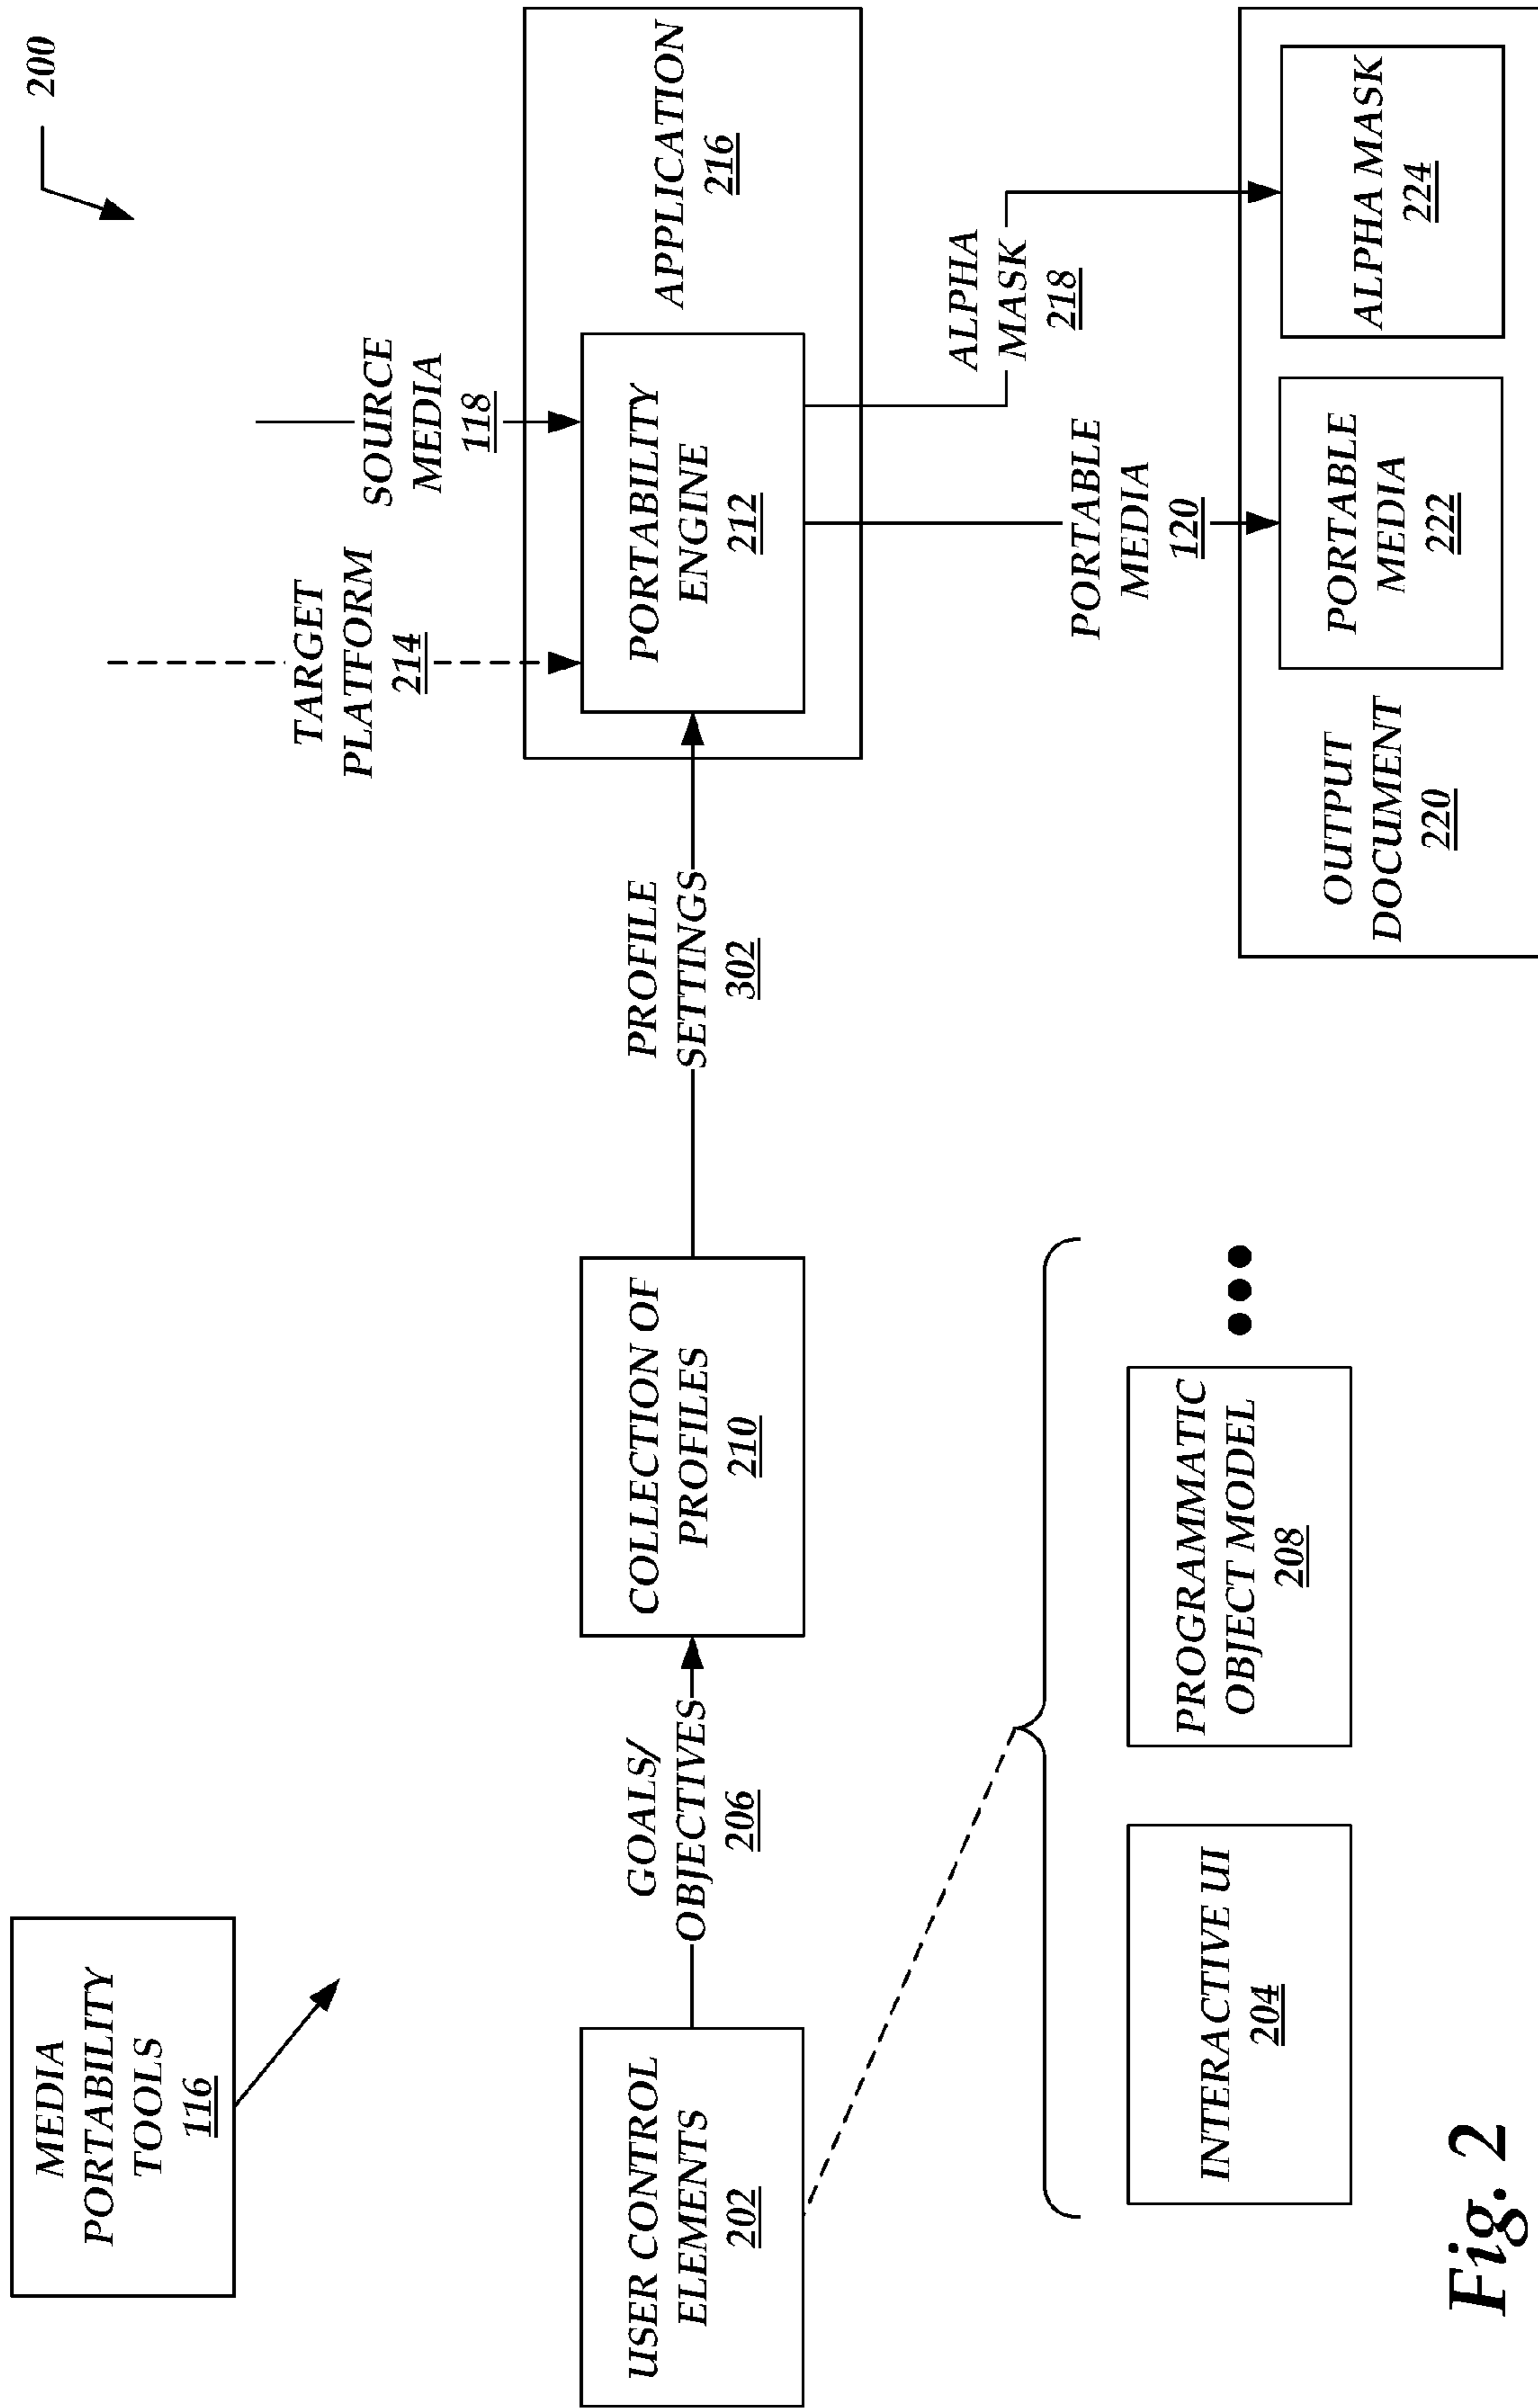 200
MEDIA
PORTABILITY
TOOLS
116
TARGET
PLATFORM
214
SOURCE
MEDIA
118
USER CONTROL
ELEMENTS
202
GOALS/
OBJECTIVES
206
COLLECTION OF
PROFILES
210
PROFILE
SETTINGS
302
PORTABILITY
ENGINE
212
APPLICATION
216
PORTABLE
MEDIA
120
ALPHA
MASK
218
INTERACTIVE UI
204
PROGRAMMATIC
OBJECT MODEL
208
OUTPUT
DOCUMENT
220
PORTABLE
MEDIA
222
ALPHA MASK
224
Fig. 2